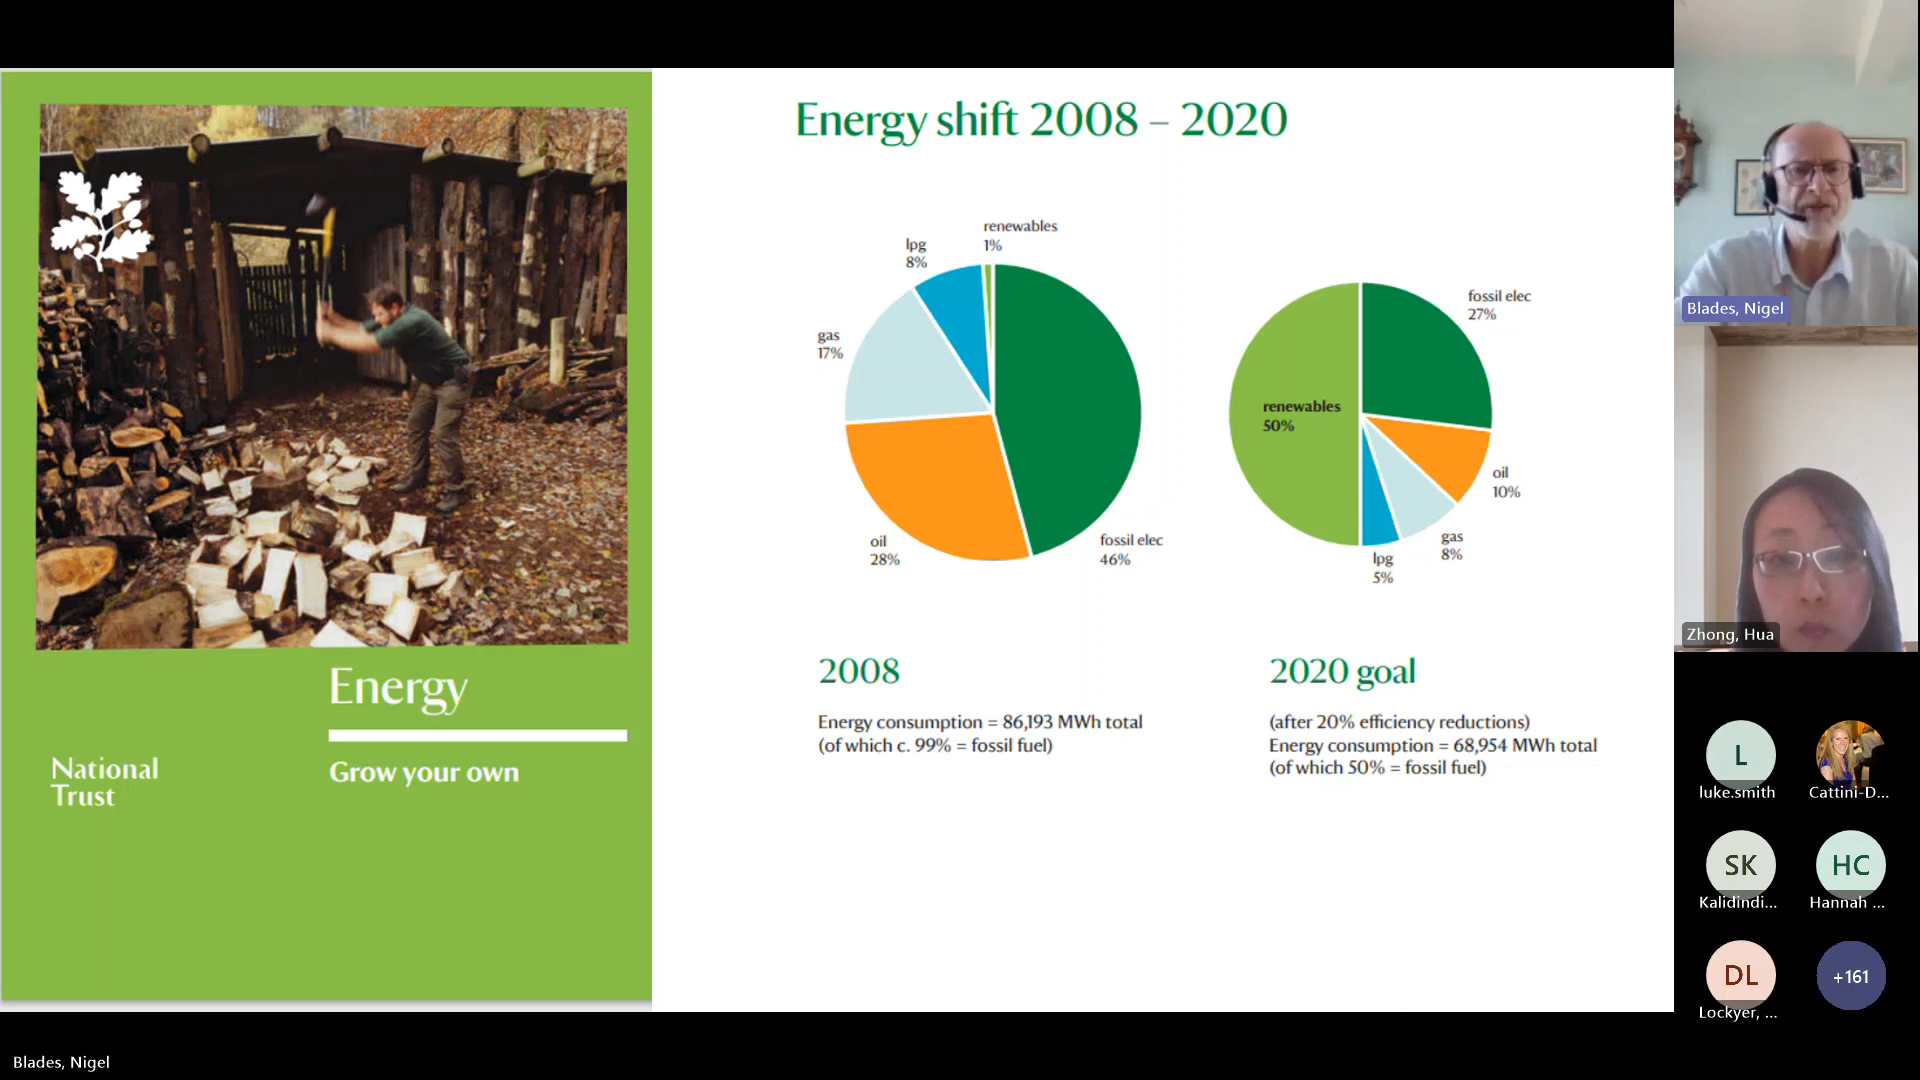 Energy shift 2008 – 2020
renewables
1%
lpg
8%
gas
17%
oil
28%
fossil elec
46%
fossil elec
27%
renewables
50%
oil
10%
gas
8%
lpg
5%
2008
Energy consumption = 86,193 MWh total
(of which c. 99% = fossil fuel)
2020 goal
(after 20% efficiency reductions)
Energy consumption = 68,954 MWh total
(of which 50% = fossil fuel)
Energy
Grow your own
National
Trust
Blades, Nigel
Zhong, Hua
L
luke.smith
Cattini-D...
SK
Kalidindi...
HC
Hannah ...
DL
Lockyer, ...
+161
Blades, Nigel